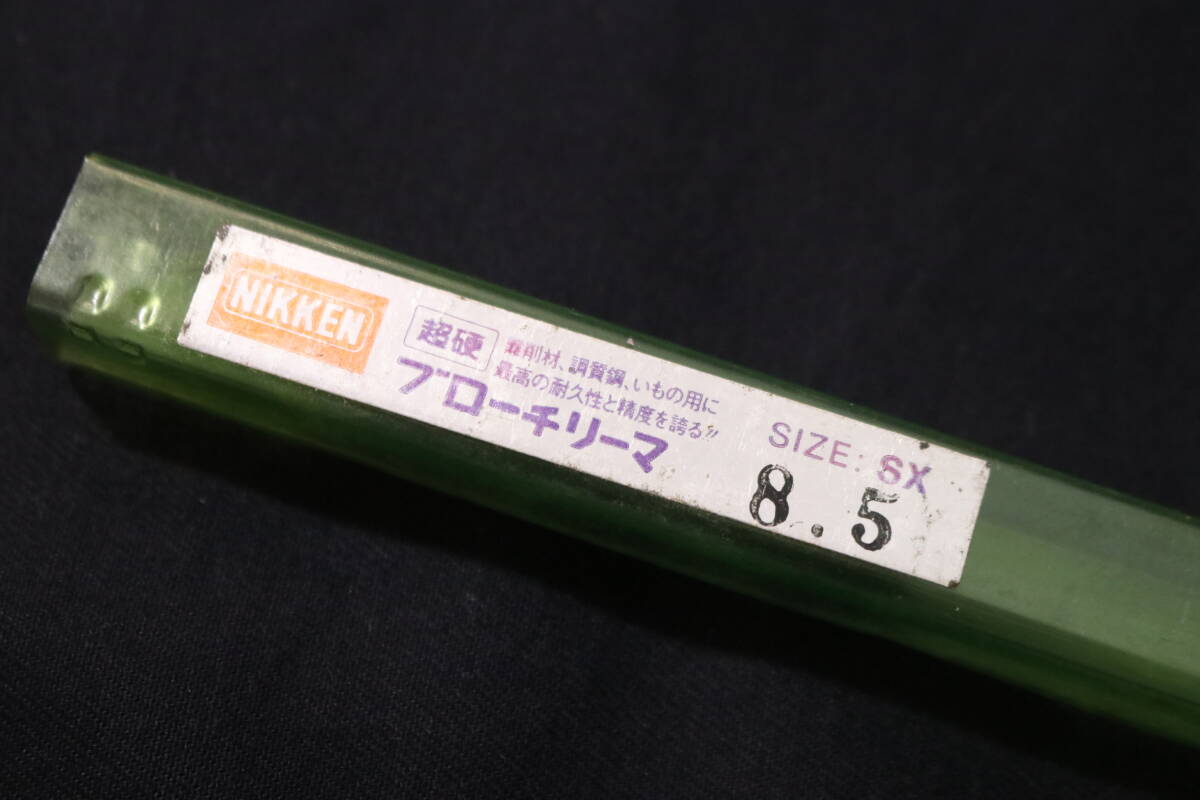 NIKKEN
超硬
削材、調質鋼、いもの用に
最高の耐久性と精度を誇る!!
ブローチリーマ
SIZE: SX
8.5